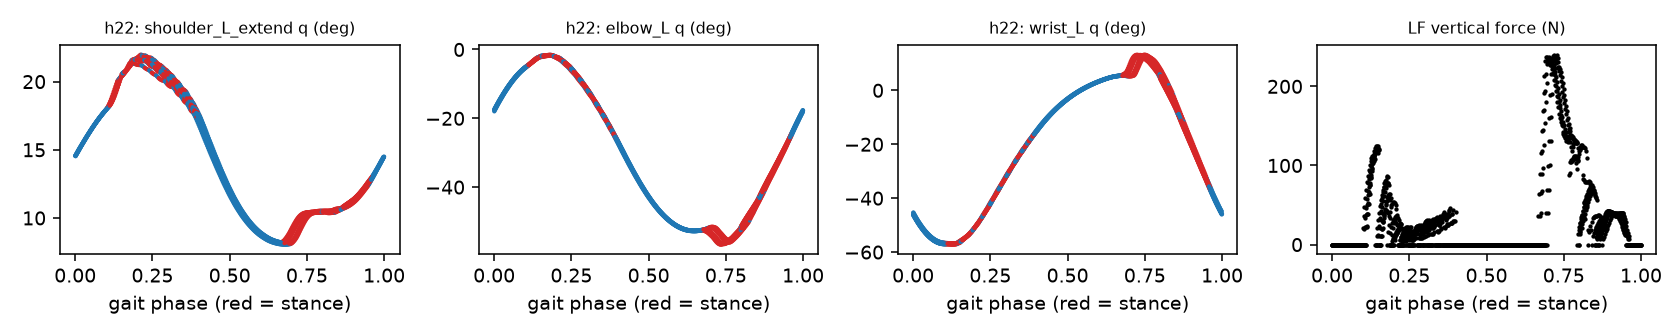 h22: shoulder_L_extend q (deg)
20
15
10
0.00 0.25 0.50 0.75 1.00
gait phase (red = stance)
h22: elbow_L q (deg)
0
−20
−40
0.00 0.25 0.50 0.75 1.00
gait phase (red = stance)
h22: wrist_L q (deg)
0
−20
−40
−60
0.00 0.25 0.50 0.75 1.00
gait phase (red = stance)
LF vertical force (N)
200
100
0
0.00 0.25 0.50 0.75 1.00
gait phase (red = stance)